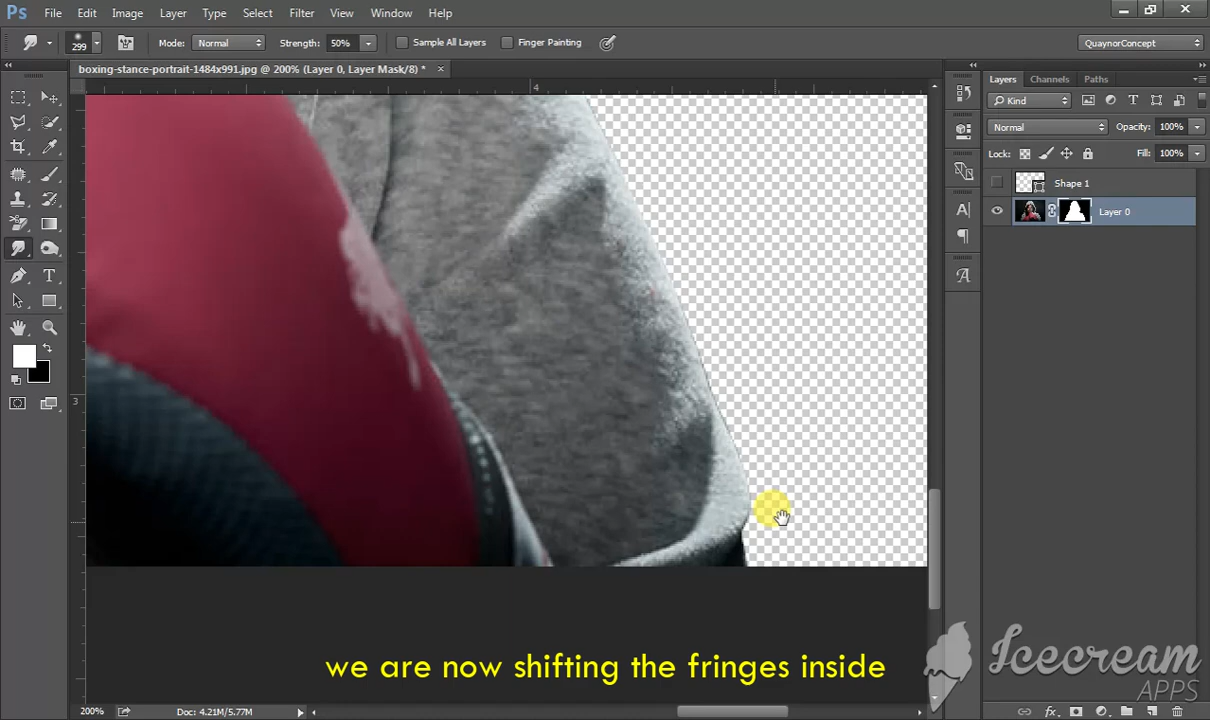 Ps File Edit Image Layer Type Select Filter View Window Help
299 Mode: Normal Strength: 50% Sample All Layers Finger Painting QuaynorConcept
boxing-stance-portrait-1484x991.jpg @ 200% (Layer 0, Layer Mask/8) * ×
4
3
Layers Channels Paths
Kind
Normal Opacity: 100%
Lock: Fill: 100%
Shape 1
Layer 0
we are now shifting the fringes inside
Icecream
APPS
200% Doc: 4.21M/5.77M